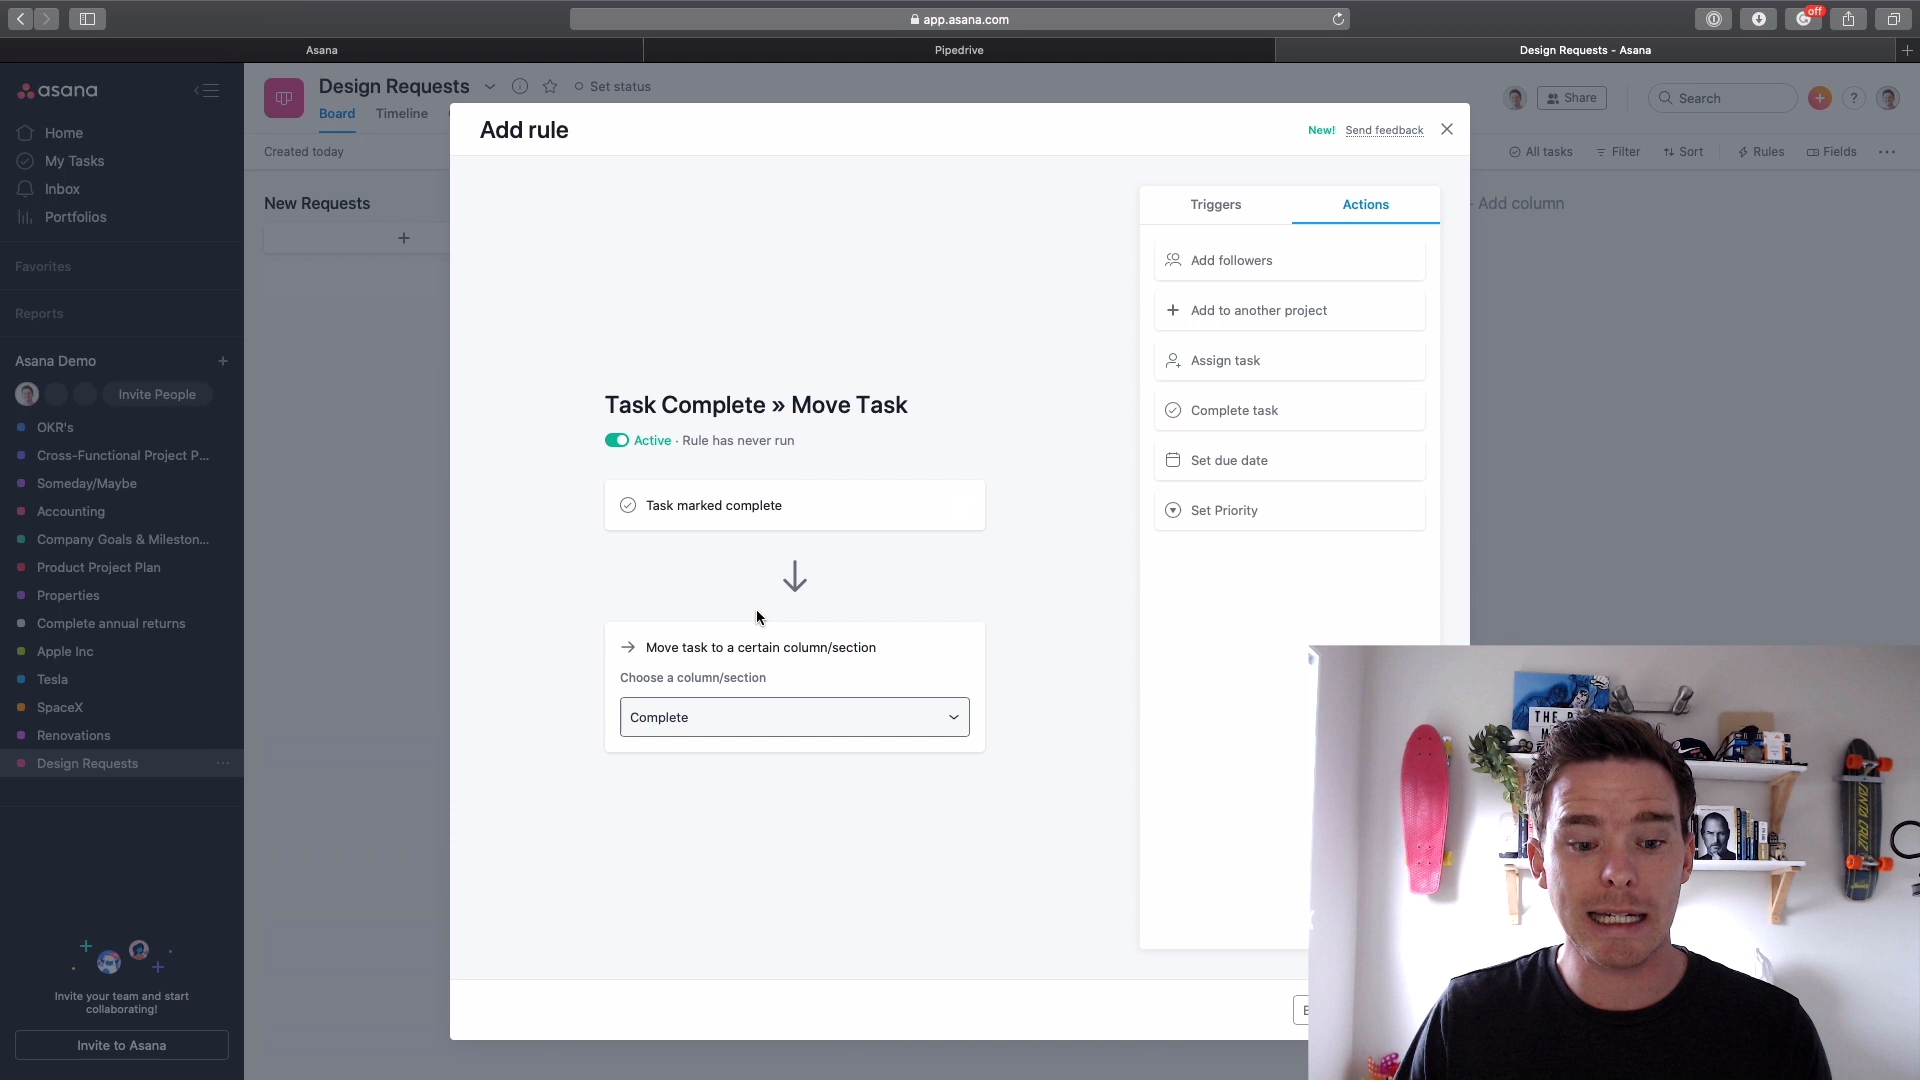 app.asana.com
off
Asana
Pipedrive
Design Requests - Asana
asana
Home
My Tasks
Inbox
Portfolios
Favorites
Reports
Asana Demo
Invite People
OKR's
Cross-Functional Project P...
Someday/Maybe
Accounting
Company Goals & Mileston...
Product Project Plan
Properties
Complete annual returns
Apple Inc
Tesla
SpaceX
Renovations
Design Requests
Invite your team and start
collaborating!
Invite to Asana
Design Requests
Set status
Board
Timeline
Share
Search
Created today
All tasks
Filter
Sort
Rules
Fields
New Requests
Add column
Add rule
New!
Send feedback
Task Complete » Move Task
Active · Rule has never run
Task marked complete
Move task to a certain column/section
Choose a column/section
Complete
Triggers
Actions
Add followers
Add to another project
Assign task
Complete task
Set due date
Set Priority
Steve Jobs
SANTA CRUZ